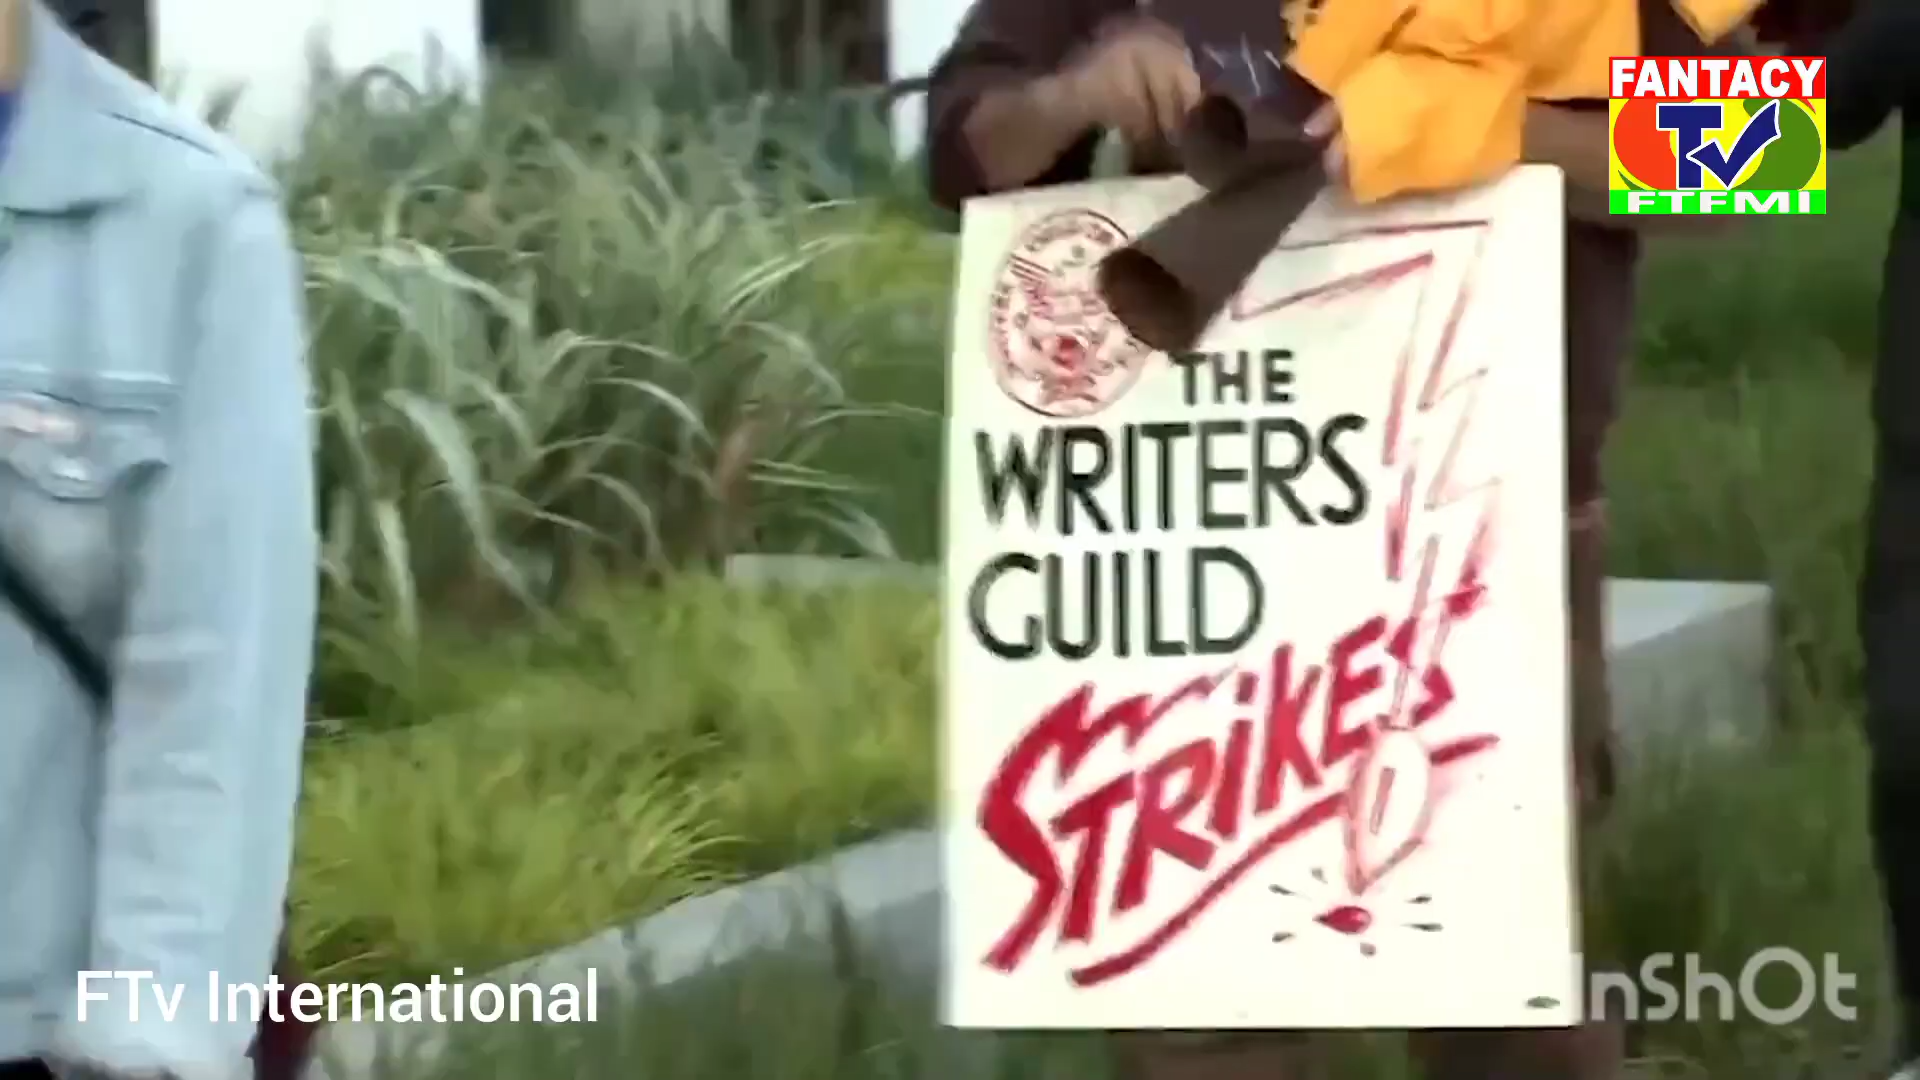 FANTACY
TV
FTFMI
THE
WRITERS
GUILD
STRIKES!
FTv International
InShOt